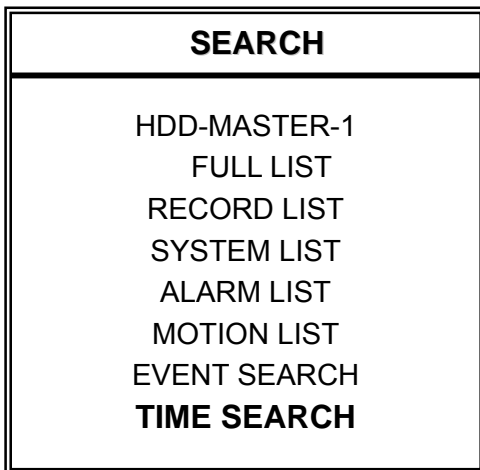 SEARCH
HDD-MASTER-1
FULL LIST
RECORD LIST
SYSTEM LIST
ALARM LIST
MOTION LIST
EVENT SEARCH
TIME SEARCH